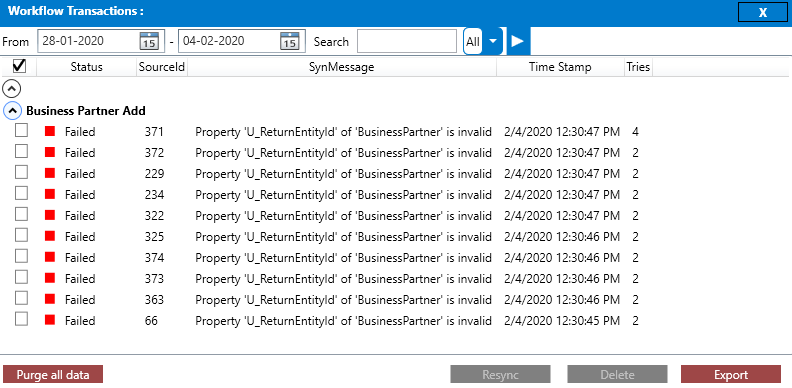 Workflow Transactions : X
From 28-01-2020 15 - 04-02-2020 15 Search All
Status SourceId SynMessage Time Stamp Tries
Business Partner Add
Failed 371 Property 'U_ReturnEntityId' of 'BusinessPartner' is invalid 2/4/2020 12:30:47 PM 4
Failed 372 Property 'U_ReturnEntityId' of 'BusinessPartner' is invalid 2/4/2020 12:30:47 PM 2
Failed 229 Property 'U_ReturnEntityId' of 'BusinessPartner' is invalid 2/4/2020 12:30:47 PM 2
Failed 234 Property 'U_ReturnEntityId' of 'BusinessPartner' is invalid 2/4/2020 12:30:47 PM 2
Failed 322 Property 'U_ReturnEntityId' of 'BusinessPartner' is invalid 2/4/2020 12:30:47 PM 2
Failed 325 Property 'U_ReturnEntityId' of 'BusinessPartner' is invalid 2/4/2020 12:30:46 PM 2
Failed 374 Property 'U_ReturnEntityId' of 'BusinessPartner' is invalid 2/4/2020 12:30:46 PM 2
Failed 373 Property 'U_ReturnEntityId' of 'BusinessPartner' is invalid 2/4/2020 12:30:46 PM 2
Failed 363 Property 'U_ReturnEntityId' of 'BusinessPartner' is invalid 2/4/2020 12:30:46 PM 2
Failed 66 Property 'U_ReturnEntityId' of 'BusinessPartner' is invalid 2/4/2020 12:30:45 PM 2
Purge all data Resync Delete Export